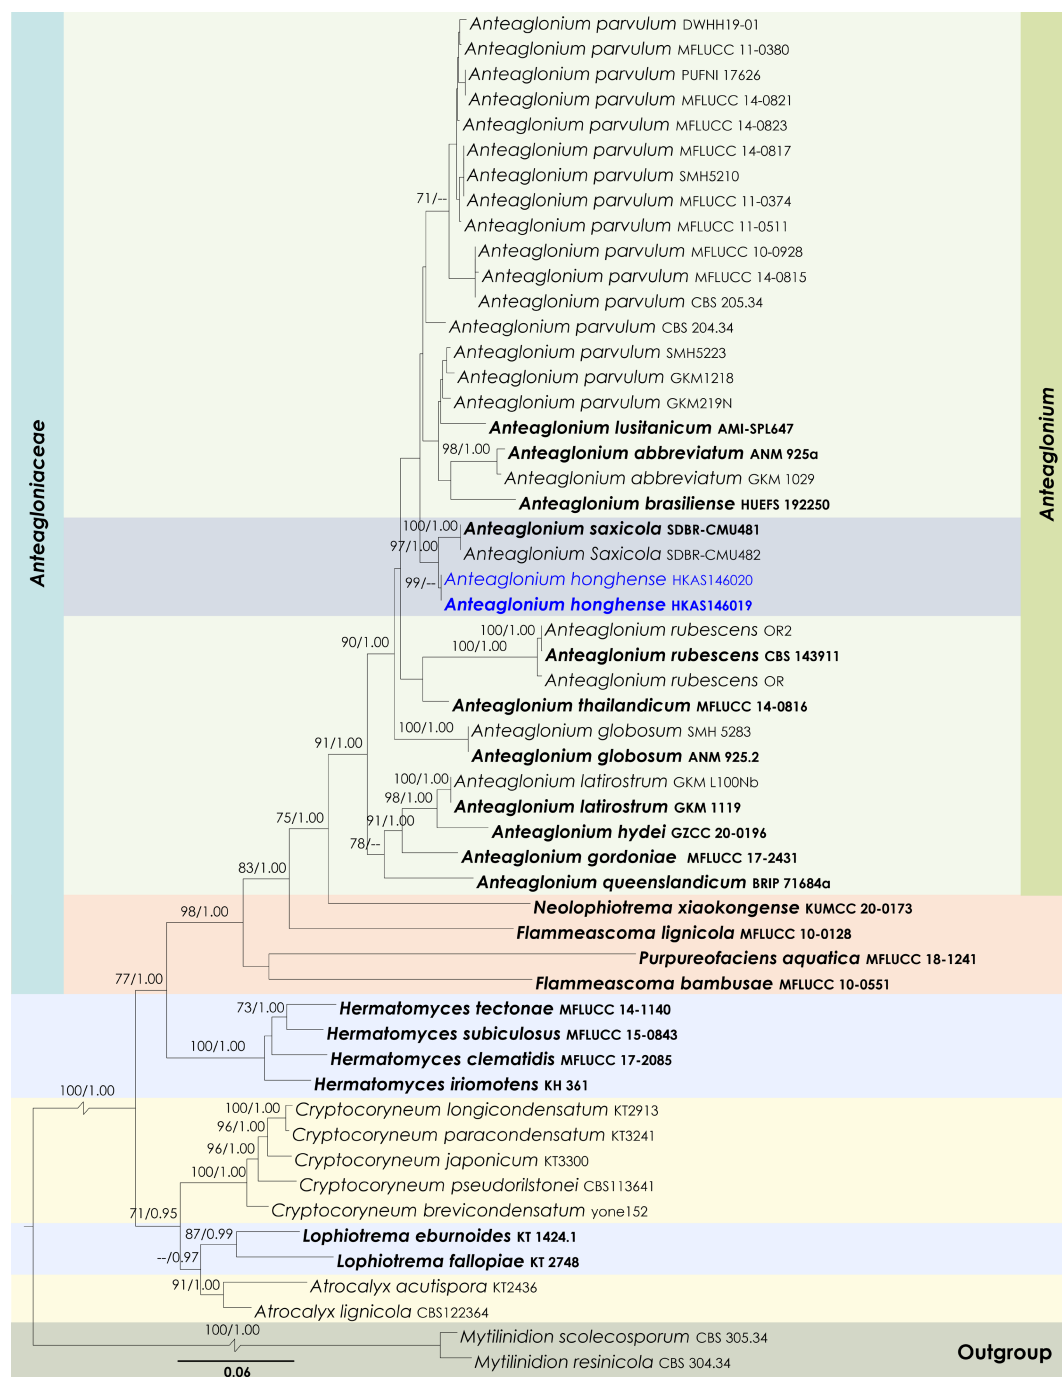 Anteagloniaceae
Anteaglonium
Anteaglonium parvulum DWHH19-01
Anteaglonium parvulum MFLUCC 11-0380
Anteaglonium parvulum PUFNI 17626
Anteaglonium parvulum MFLUCC 14-0821
Anteaglonium parvulum MFLUCC 14-0823
Anteaglonium parvulum MFLUCC 14-0817
Anteaglonium parvulum SMH5210
71/--
Anteaglonium parvulum MFLUCC 11-0374
Anteaglonium parvulum MFLUCC 11-0511
Anteaglonium parvulum MFLUCC 10-0928
Anteaglonium parvulum MFLUCC 14-0815
Anteaglonium parvulum CBS 205.34
Anteaglonium parvulum CBS 204.34
Anteaglonium parvulum SMH5223
Anteaglonium parvulum GKM1218
Anteaglonium parvulum GKM219N
Anteaglonium lusitanicum AMI-SPL647
98/1.00
Anteaglonium abbreviatum ANM 925a
Anteaglonium abbreviatum GKM 1029
Anteaglonium brasiliense HUEFS 192250
100/1.00
Anteaglonium saxicola SDBR-CMU481
97/1.00
Anteaglonium Saxicola SDBR-CMU482
99/--
Anteaglonium honghense HKAS146020
Anteaglonium honghense HKAS146019
100/1.00
Anteaglonium rubescens OR2
90/1.00
100/1.00
Anteaglonium rubescens CBS 143911
Anteaglonium rubescens OR
Anteaglonium thailandicum MFLUCC 14-0816
100/1.00
Anteaglonium globosum SMH 5283
91/1.00
Anteaglonium globosum ANM 925.2
100/1.00
Anteaglonium latirostrum GKM L100Nb
98/1.00
Anteaglonium latirostrum GKM 1119
75/1.00
91/1.00
Anteaglonium hydei GZCC 20-0196
78/--
Anteaglonium gordoniae MFLUCC 17-2431
83/1.00
Anteaglonium queenslandicum BRIP 71684a
98/1.00
Neolophiotrema xiaokongense KUMCC 20-0173
Flammeascoma lignicola MFLUCC 10-0128
Purpureofaciens aquatica MFLUCC 18-1241
77/1.00
Flammeascoma bambusae MFLUCC 10-0551
73/1.00
Hermatomyces tectonae MFLUCC 14-1140
Hermatomyces subiculosus MFLUCC 15-0843
100/1.00
Hermatomyces clematidis MFLUCC 17-2085
Hermatomyces iriomotens KH 361
100/1.00
100/1.00
Cryptocoryneum longicondensatum KT2913
96/1.00
Cryptocoryneum paracondensatum KT3241
96/1.00
Cryptocoryneum japonicum KT3300
100/1.00
Cryptocoryneum pseudorilstonei CBS113641
71/0.95
Cryptocoryneum brevicondensatum yone152
87/0.99
Lophiotrema eburnoides KT 1424.1
--/0.97
Lophiotrema fallopiae KT 2748
91/1.00
Atrocalyx acutispora KT2436
Atrocalyx lignicola CBS122364
100/1.00
Mytilinidion scolecosporum CBS 305.34
Outgroup
Mytilinidion resinicola CBS 304.34
0.06